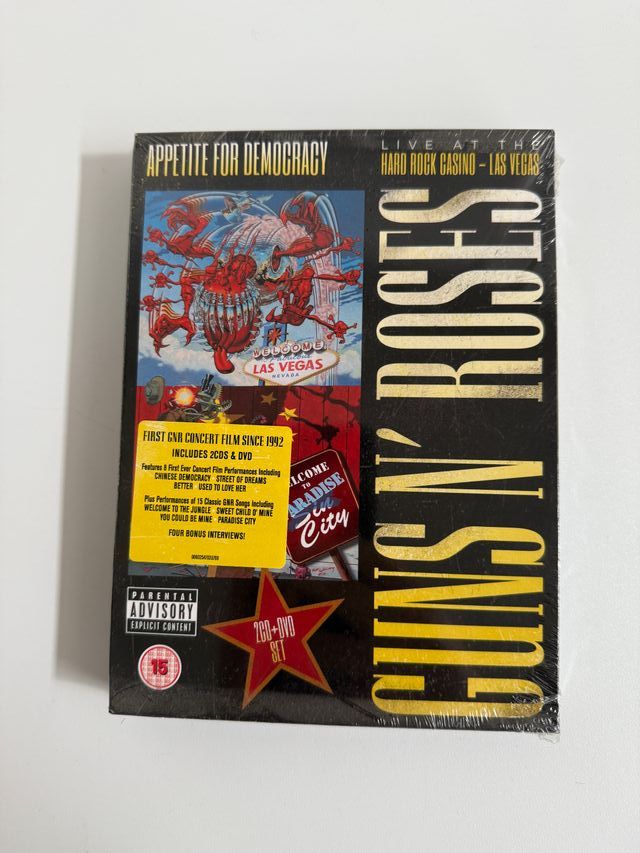 APPETITE FOR DEMOCRACY
LIVE AT THE
HARD ROCK CASINO – LAS VEGAS
GUNS N' ROSES
WELCOME
LAS VEGAS
NEVADA
FIRST GNR CONCERT FILM SINCE 1992
INCLUDES 2CDS & DVD
Features 8 First Ever Concert Film Performances Including
CHINESE DEMOCRACY STREET OF DREAMS
BETTER USED TO LOVE HER
Plus Performances of 15 Classic GNR Songs Including
WELCOME TO THE JUNGLE SWEET CHILD O' MINE
YOU COULD BE MINE PARADISE CITY
FOUR BONUS INTERVIEWS!
TO
PARADISE
Sin
City
PARENTAL
ADVISORY
EXPLICIT CONTENT
15
2CD+DVD
SET